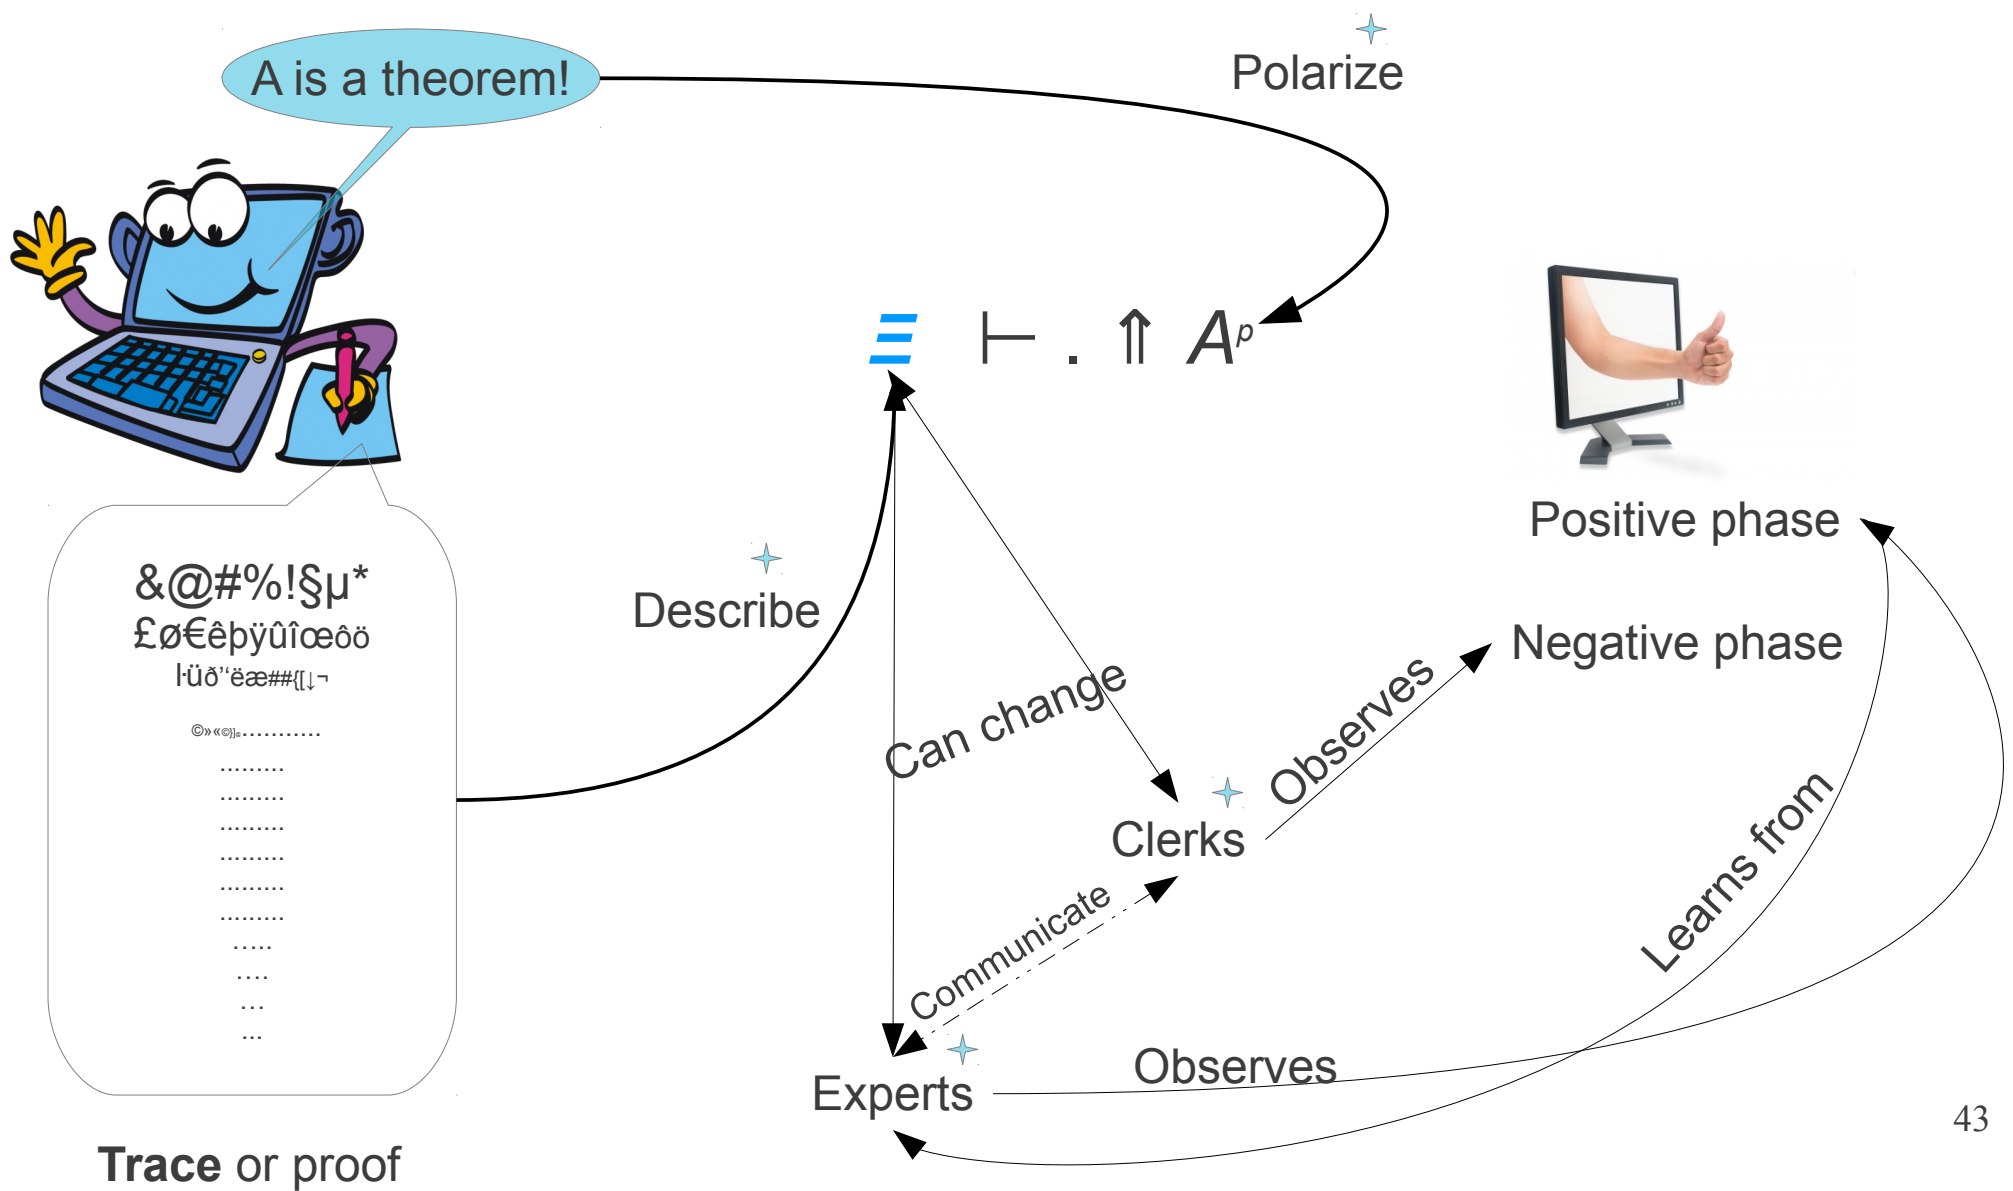 A is a theorem!
Polarize
Ξ ⊢ . ⇑ Aᵖ
Positive phase
Describe
&@#%!§µ*
£ø€êþÿûîœôö
Negative phase
Can change
Observes
Clerks
Learns from
Communicate
Observes
Experts
Trace or proof
43